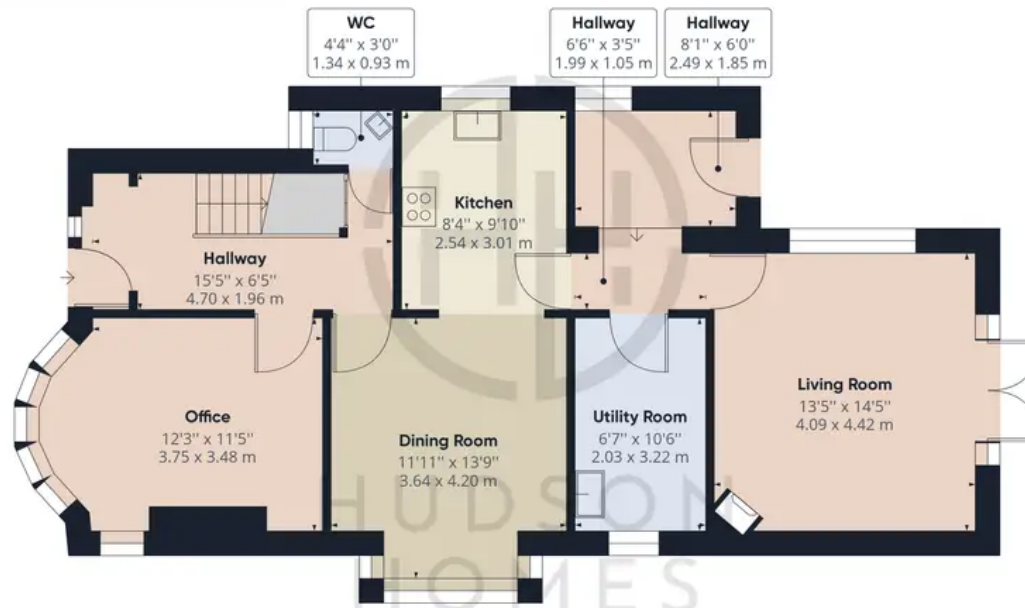 WC
4'4" x 3'0"
1.34 x 0.93 m
Hallway
6'6" x 3'5"
1.99 x 1.05 m
Hallway
8'1" x 6'0"
2.49 x 1.85 m
Kitchen
8'4" x 9'10"
2.54 x 3.01 m
Hallway
15'5" x 6'5"
4.70 x 1.96 m
Office
12'3" x 11'5"
3.75 x 3.48 m
Dining Room
11'11" x 13'9"
3.64 x 4.20 m
Utility Room
6'7" x 10'6"
2.03 x 3.22 m
Living Room
13'5" x 14'5"
4.09 x 4.42 m
HUDSON
HOMES